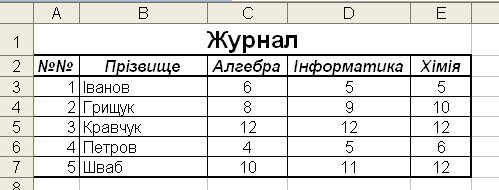 A B C D E
1 Журнал
2 №№ Прізвище Алгебра Інформатика Хімія
3 1 Іванов 6 5 5
4 2 Грищук 8 9 10
5 3 Кравчук 12 12 12
6 4 Петров 4 5 6
7 5 Шваб 10 11 12
8